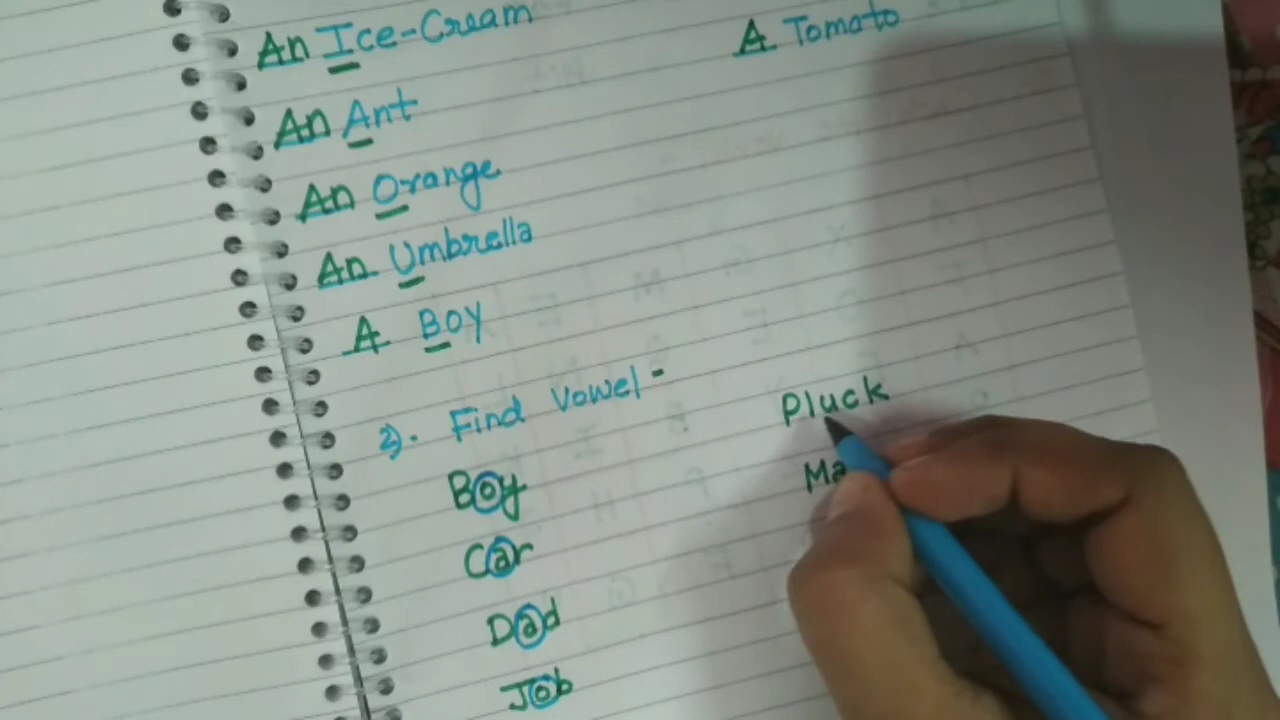 An Ice-Cream
A Tomato
An Ant
An Orange
An Umbrella
A Boy
2). Find Vowel-
Pluck
Boy
Car
Dad
Job